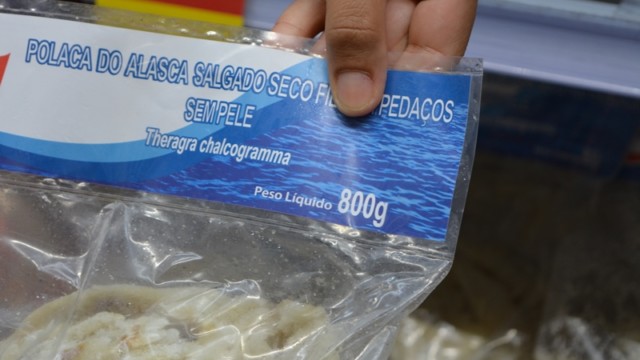 POLACA DO ALASCA SALGADO SECO PEDAÇOS
SEM PELE
Theragra chalcogramma
Peso Líquido 800g